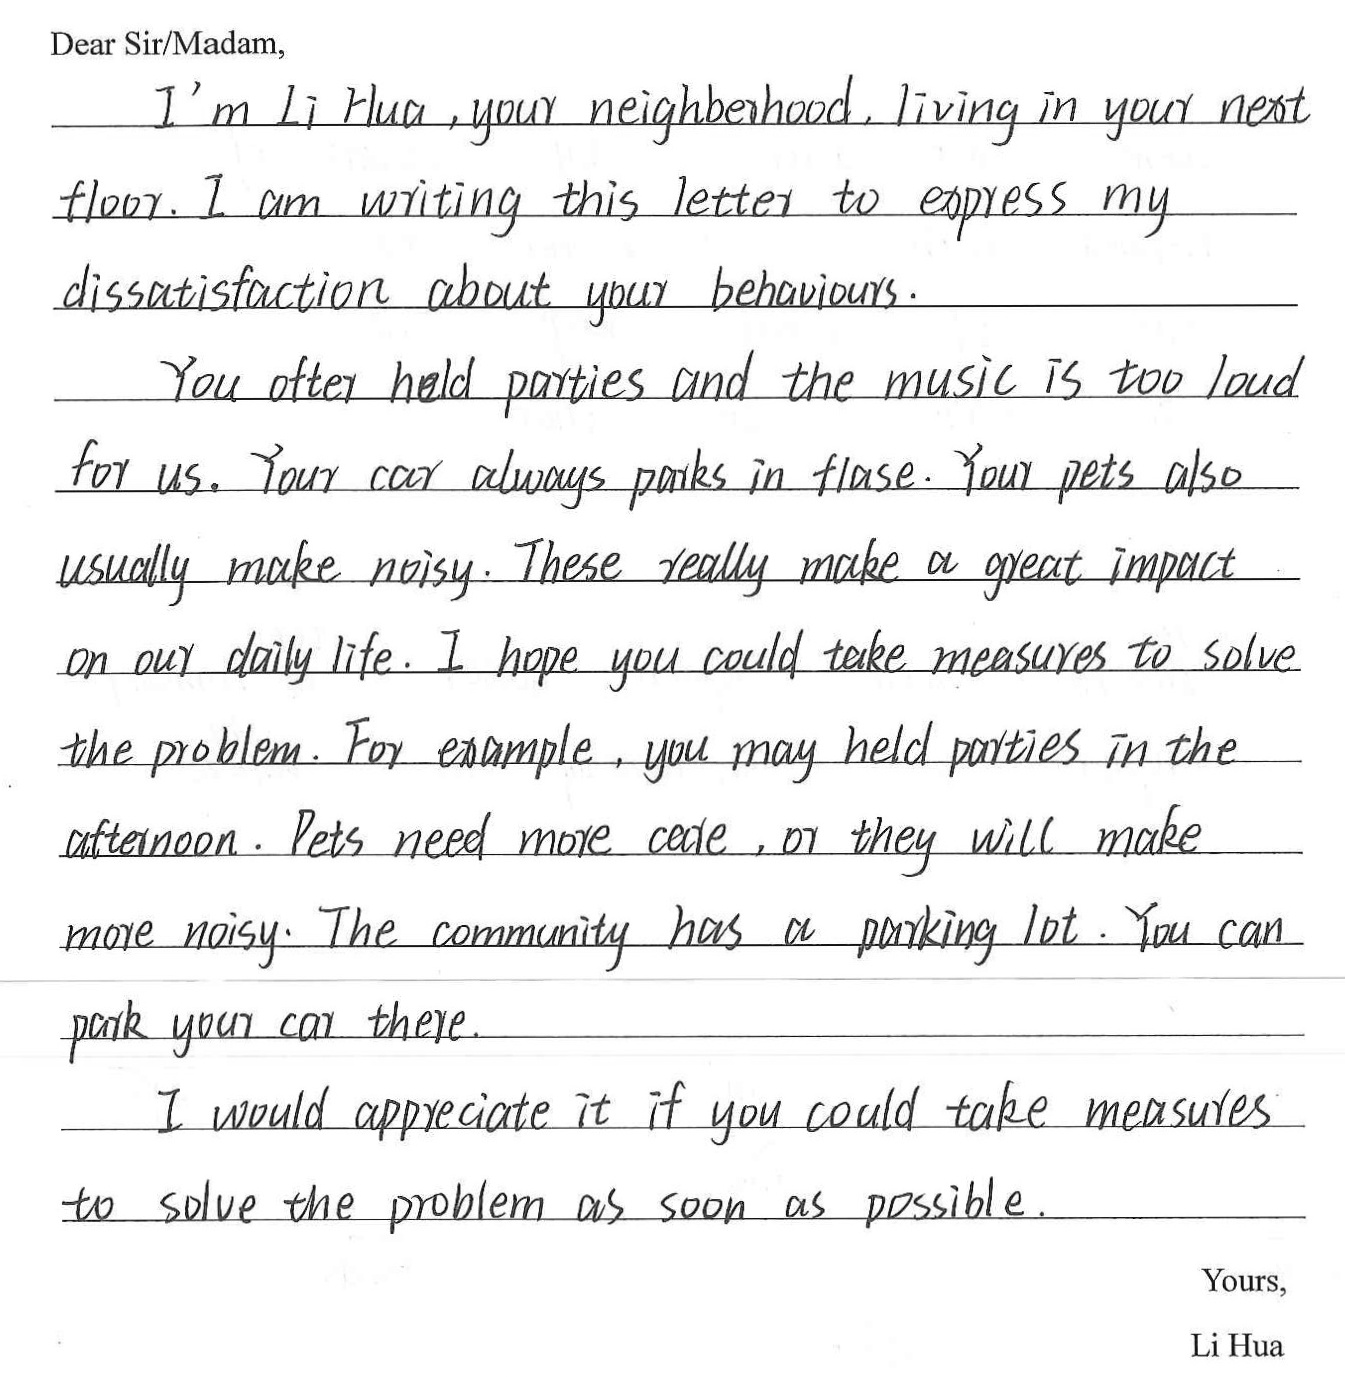 Dear Sir/Madam,
I'm Li Hua, your neighberhood, living in your next
floor. I am writing this letter to express my
dissatisfaction about your behaviours.
You ofter held parties and the music is too loud
for us. Your car always parks in flase. Your pets also
usually make noisy. These really make a great impact
on our daily life. I hope you could take measures to solve
the problem. For example, you may held parties in the
afternoon. Pets need more cede, or they will make
more noisy. The community has a parking lot. You can
park your car there.
I would appreciate it if you could take measures
to solve the problem as soon as possible.
Yours,
Li Hua